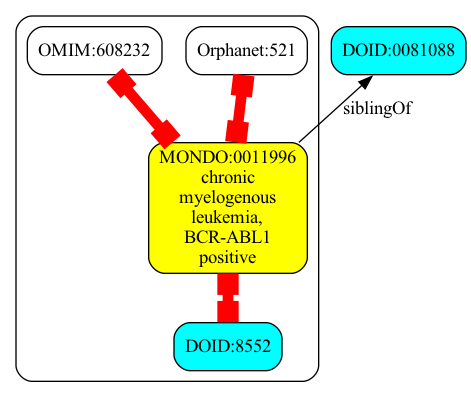 OMIM:608232
Orphanet:521
DOID:0081088
siblingOf
MONDO:0011996
chronic
myelogenous
leukemia,
BCR-ABL1
positive
DOID:8552